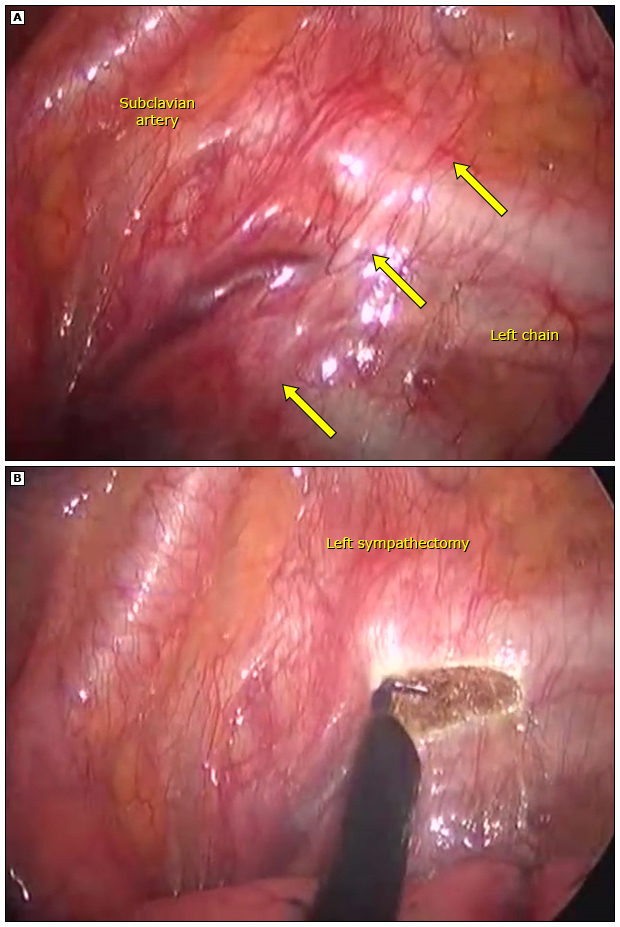 A
Subclavian
artery
Left chain
B
Left sympathectomy